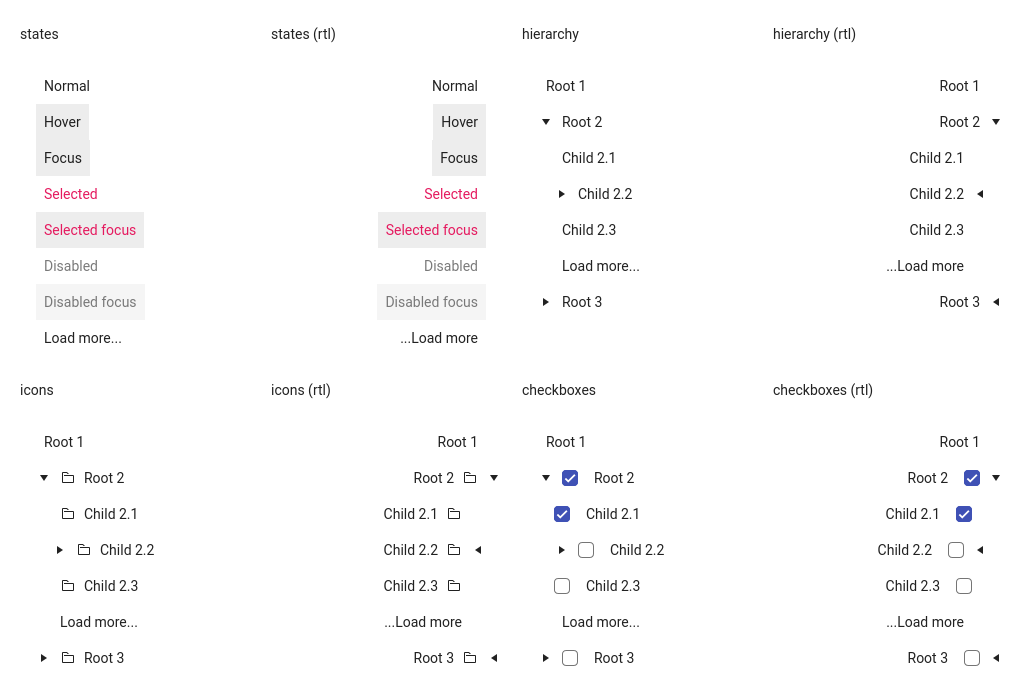 states
Normal
Hover
Focus
Selected
Selected focus
Disabled
Disabled focus
Load more...
states (rtl)
Normal
Hover
Focus
Selected
Selected focus
Disabled
Disabled focus
...Load more
hierarchy
Root 1
Root 2
Child 2.1
Child 2.2
Child 2.3
Load more...
Root 3
hierarchy (rtl)
Root 1
Root 2
Child 2.1
Child 2.2
Child 2.3
...Load more
Root 3
icons
Root 1
Root 2
Child 2.1
Child 2.2
Child 2.3
Load more...
Root 3
icons (rtl)
Root 1
Root 2
Child 2.1
Child 2.2
Child 2.3
...Load more
Root 3
checkboxes
Root 1
Root 2
Child 2.1
Child 2.2
Child 2.3
Load more...
Root 3
checkboxes (rtl)
Root 1
Root 2
Child 2.1
Child 2.2
Child 2.3
...Load more
Root 3